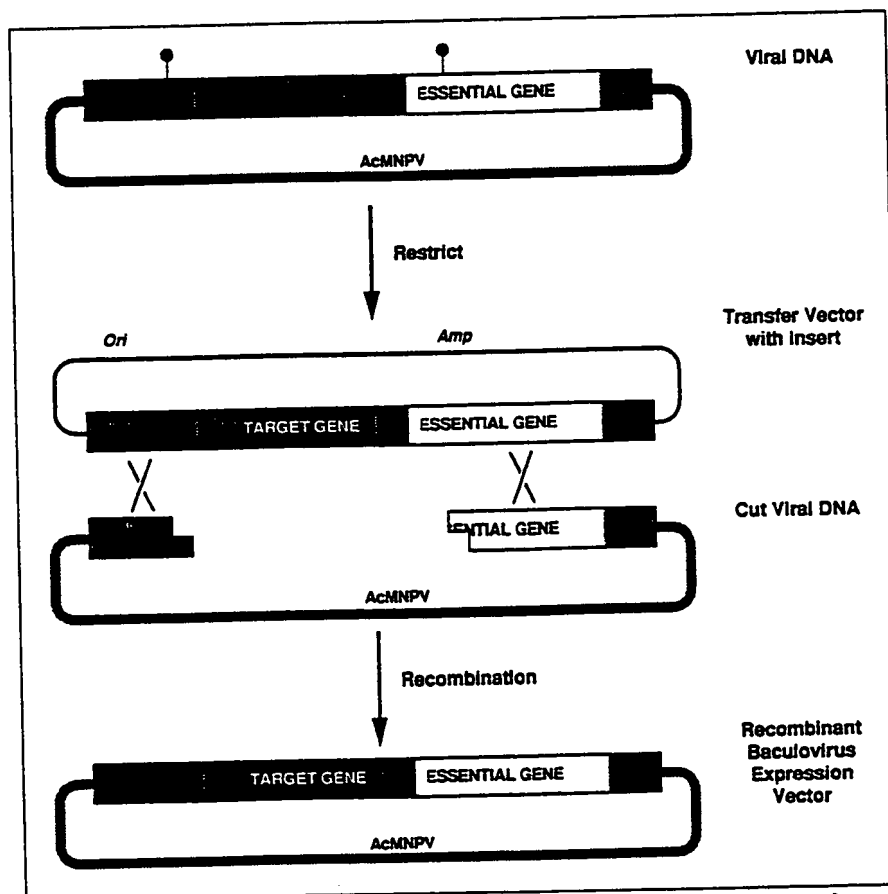 Viral DNA
ESSENTIAL GENE
AcMNPV
Restrict
Transfer Vector
with Insert
Ori
Amp
TARGET GENE
ESSENTIAL GENE
Cut Viral DNA
ENTIAL GENE
AcMNPV
Recombination
Recombinant
Baculovirus
Expression
Vector
TARGET GENE
ESSENTIAL GENE
AcMNPV